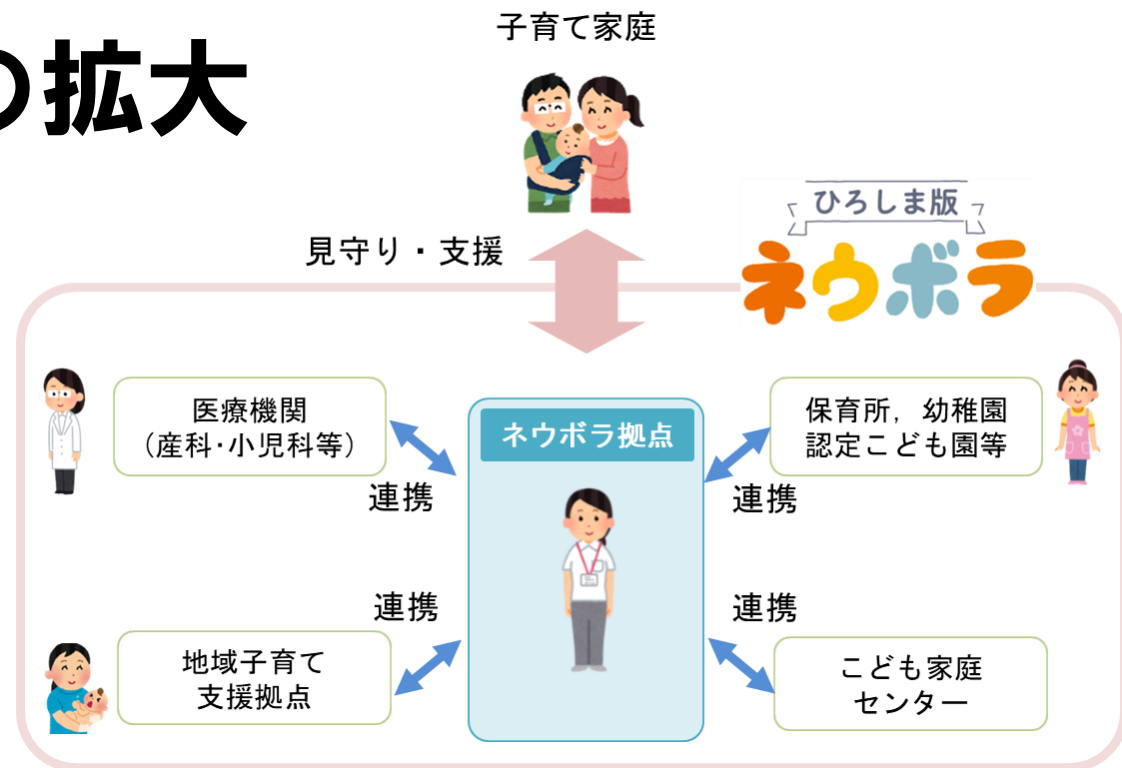 の拡大
子育て家庭
ひろしま版
ネウボラ
見守り・支援
医療機関
(産科・小児科等)
ネウボラ拠点
保育所，幼稚園
認定こども園等
連携
連携
連携
連携
地域子育て
支援拠点
こども家庭
センター